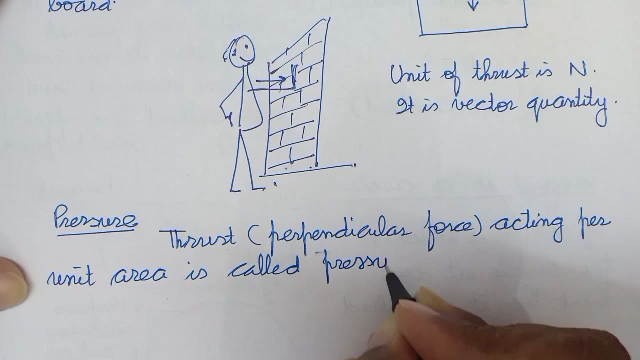 board.
Unit of thrust is N.
It is vector quantity.
Pressure Thrust (perpendicular force) acting per
unit area is called pressu